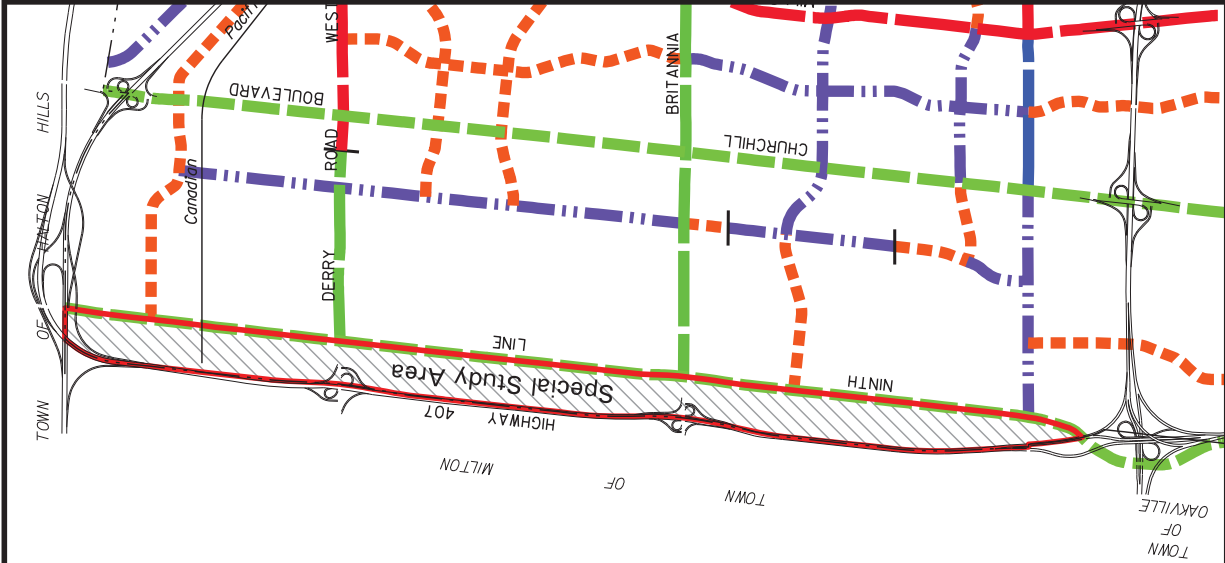 Pacif
WEST
BOULEVARD
BRITANNIA
ROAD
CHURCHILL
Canadian
HILLS
HALTON
OF
TOWN
DERRY
LINE
NINTH
Special Study Area
HIGHWAY
407
TOWN
OF
MILTON
TOWN
OF
OAKVILLE